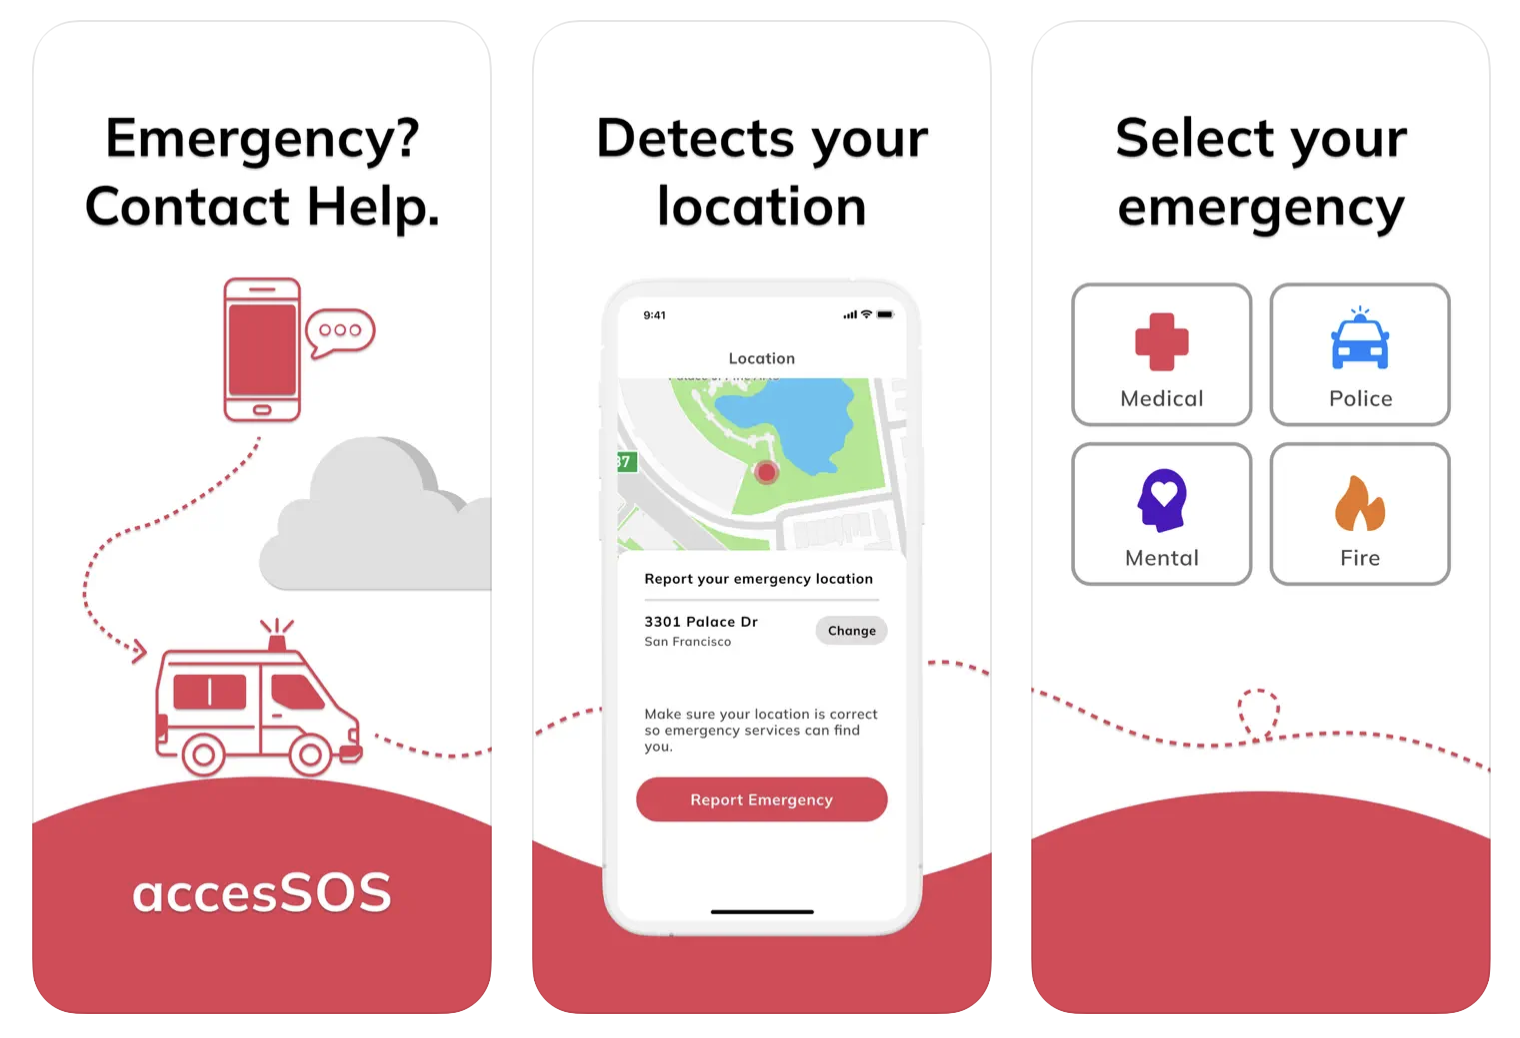 Emergency?
Contact Help.
accesSOS
Detects your
location
9:41
Location
Report your emergency location
3301 Palace Dr
San Francisco
Change
Make sure your location is correct
so emergency services can find
you.
Report Emergency
Select your
emergency
Medical
Police
Mental
Fire